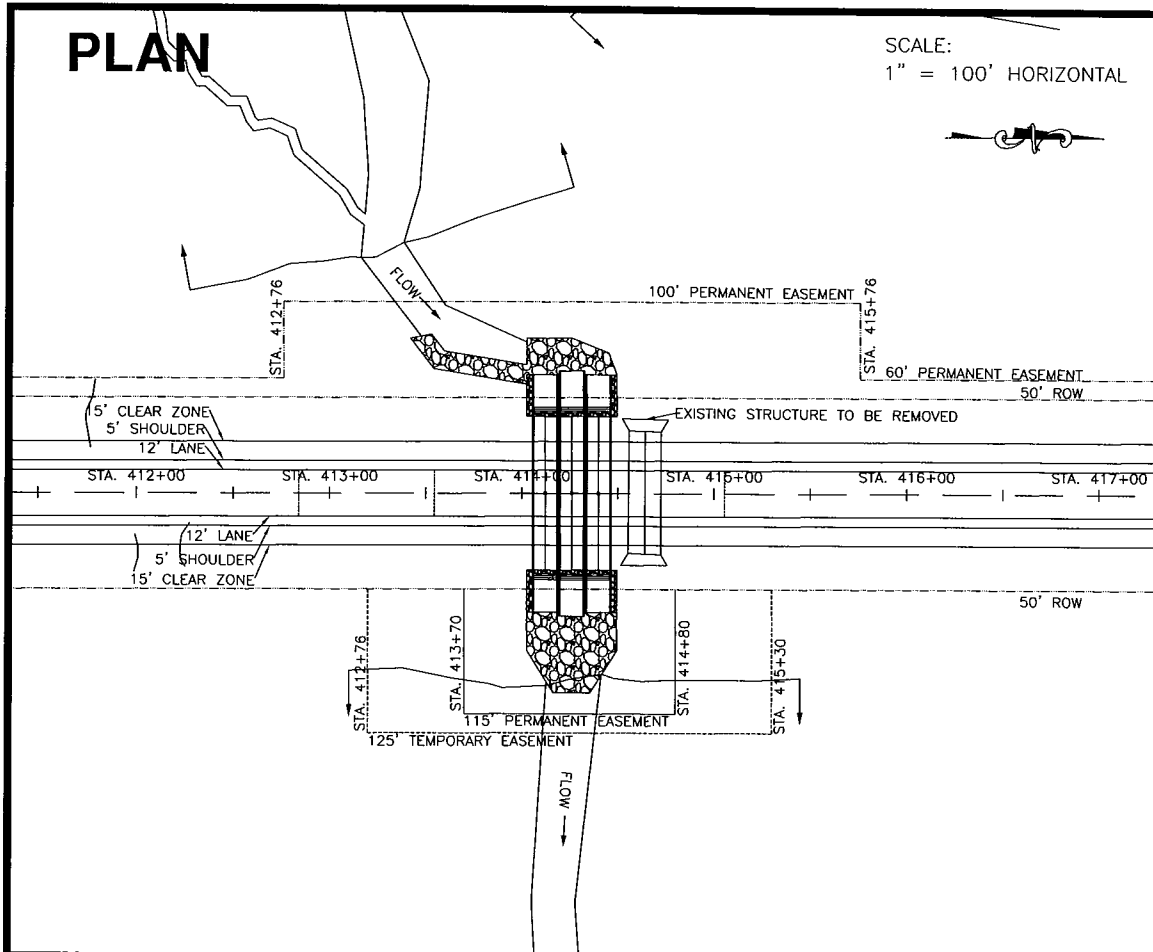 PLAN
SCALE:
1" = 100' HORIZONTAL
FLOW
STA. 412+76
100' PERMANENT EASEMENT
STA. 415+76
60' PERMANENT EASEMENT
50' ROW
15' CLEAR ZONE
5' SHOULDER
12' LANE
EXISTING STRUCTURE TO BE REMOVED
STA. 412+00
STA. 413+00
STA. 414+00
STA. 415+00
STA. 416+00
STA. 417+00
12' LANE
5' SHOULDER
15' CLEAR ZONE
50' ROW
STA. 412+76
STA. 413+70
STA. 414+80
STA. 415+30
115' PERMANENT EASEMENT
125' TEMPORARY EASEMENT
FLOW